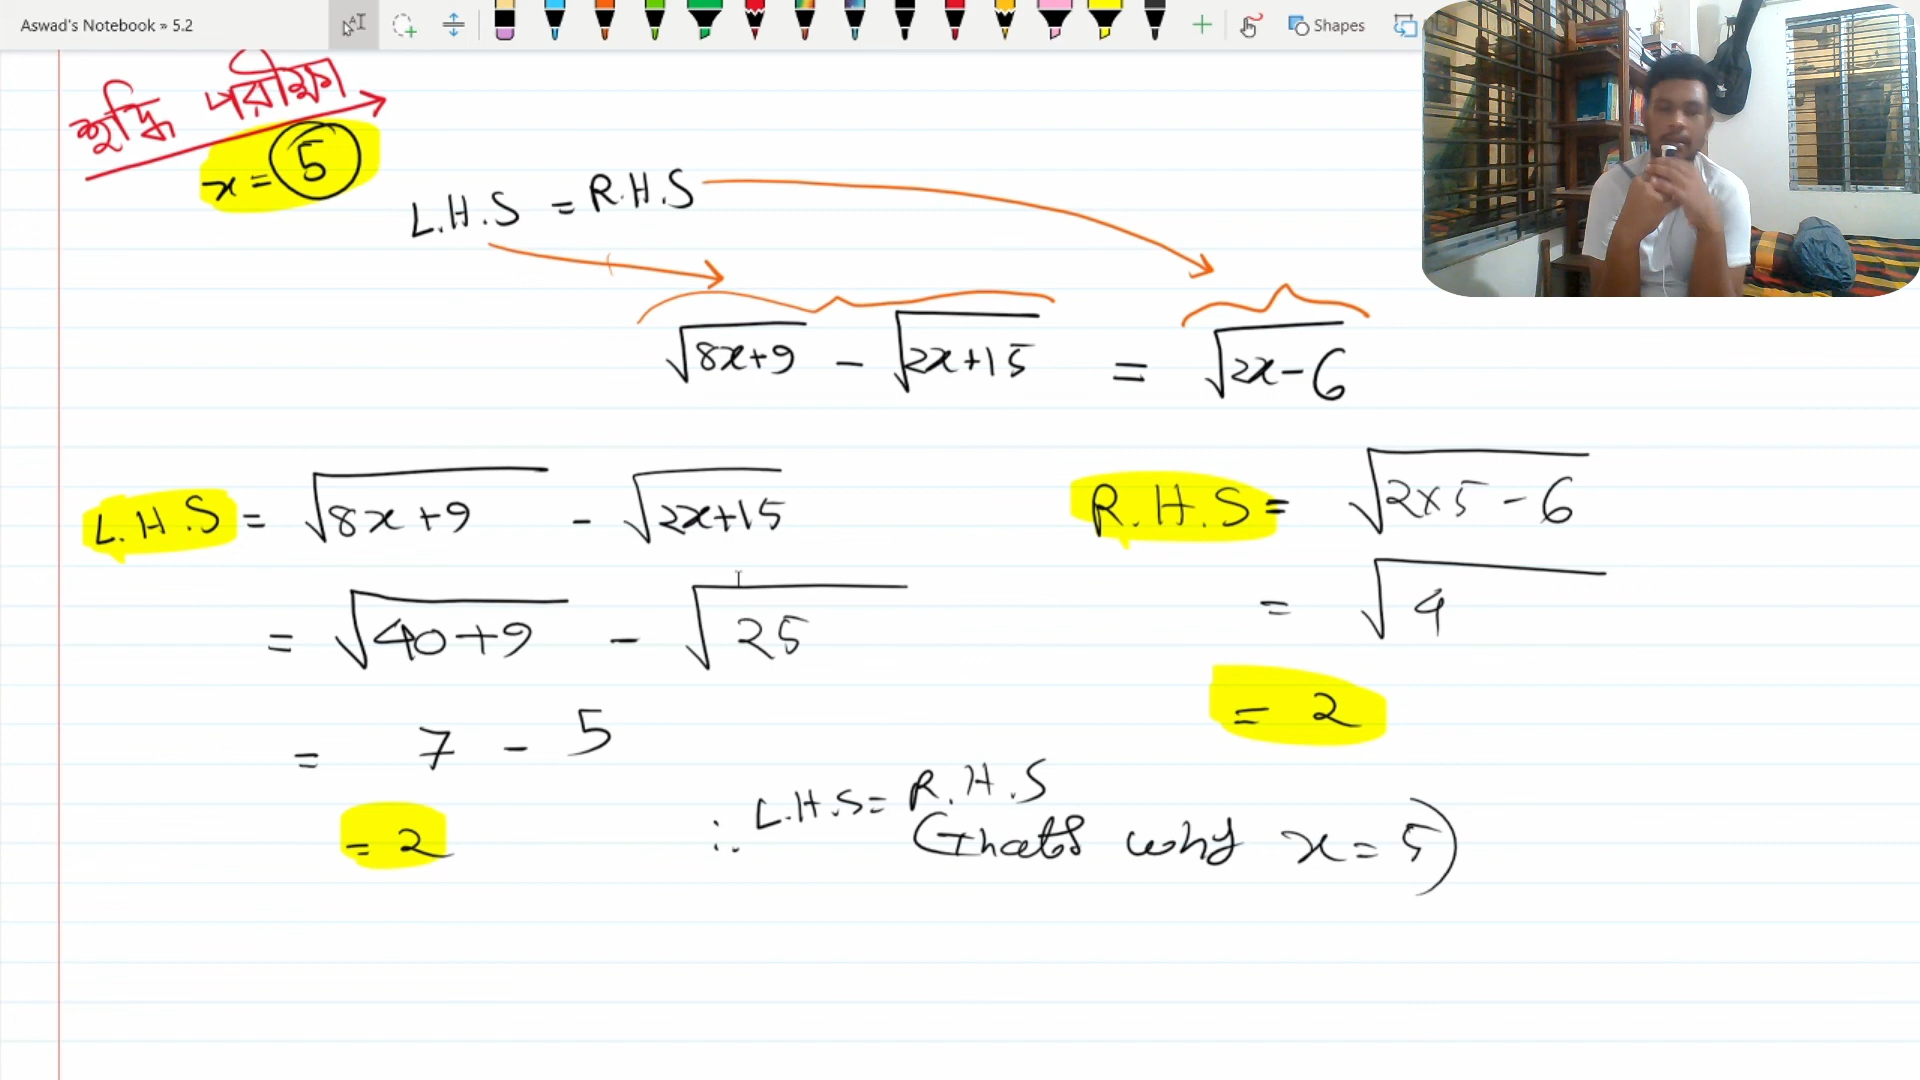 Aswad's Notebook » 5.2
Shapes
শুদ্ধি পরীক্ষা
x = 5
L.H.S = R.H.S
√8x+9 - √2x+15 = √2x-6
L.H.S = √8x+9 - √2x+15
= √40+9 - √25
= 7 - 5
= 2
R.H.S = √2×5-6
= √4
= 2
∴ L.H.S = R.H.S
(thats why x = 5)